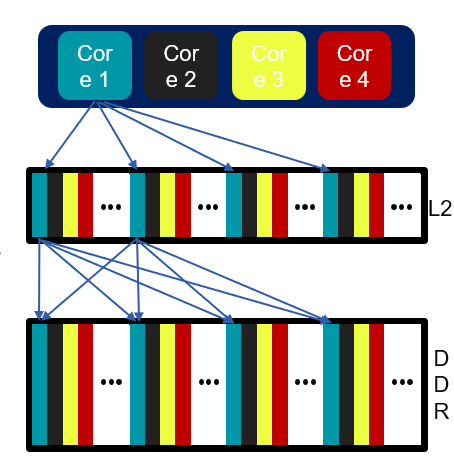 Cor Cor Cor Cor
e 1 e 2 e 3 e 4
••• ••• ••• •••
L2
••• ••• ••• •••
D
D
R